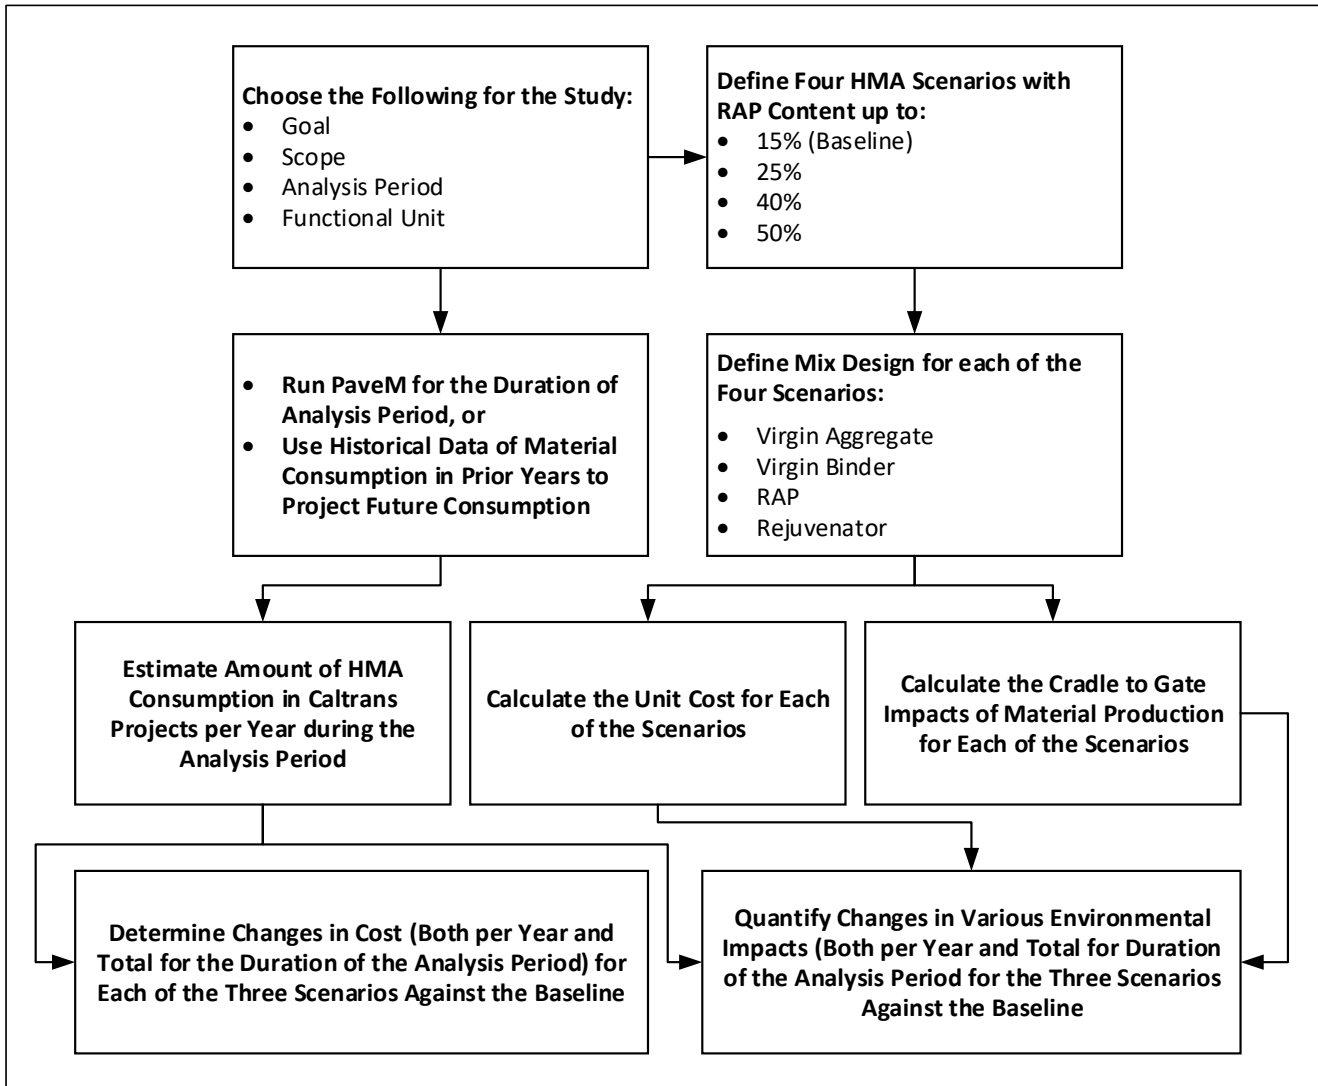 Choose the Following for the Study:
• Goal
• Scope
• Analysis Period
• Functional Unit
Define Four HMA Scenarios with
RAP Content up to:
• 15% (Baseline)
• 25%
• 40%
• 50%
• Run PaveM for the Duration of
Analysis Period, or
• Use Historical Data of Material
Consumption in Prior Years to
Project Future Consumption
Define Mix Design for each of the
Four Scenarios:
• Virgin Aggregate
• Virgin Binder
• RAP
• Rejuvenator
Estimate Amount of HMA
Consumption in Caltrans
Projects per Year during the
Analysis Period
Calculate the Unit Cost for Each
of the Scenarios
Calculate the Cradle to Gate
Impacts of Material Production
for Each of the Scenarios
Determine Changes in Cost (Both per Year and
Total for the Duration of the Analysis Period) for
Each of the Three Scenarios Against the Baseline
Quantify Changes in Various Environmental
Impacts (Both per Year and Total for Duration
of the Analysis Period for the Three Scenarios
Against the Baseline